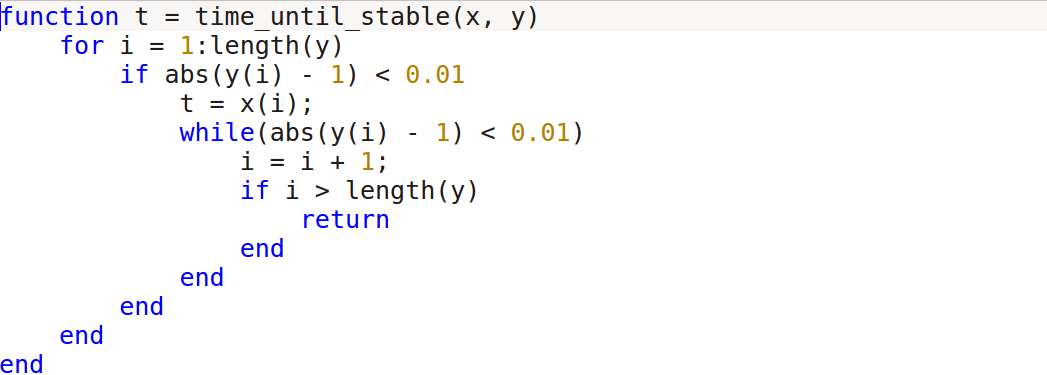 function t = time_until_stable(x, y)
    for i = 1:length(y)
        if abs(y(i) - 1) < 0.01
            t = x(i);
            while(abs(y(i) - 1) < 0.01)
                i = i + 1;
                if i > length(y)
                    return
                end
            end
        end
    end
end